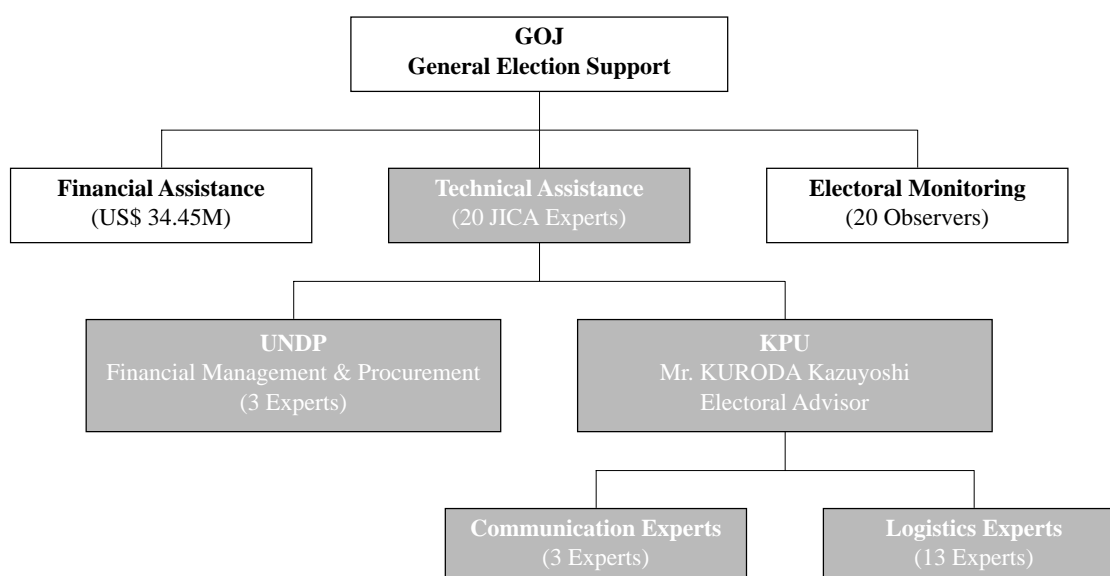 GOJ
General Election Support
Financial Assistance
(US$ 34.45M)
Technical Assistance
(20 JICA Experts)
Electoral Monitoring
(20 Observers)
UNDP
Financial Management & Procurement
(3 Experts)
KPU
Mr. KURODA Kazuyoshi
Electoral Advisor
Communication Experts
(3 Experts)
Logistics Experts
(13 Experts)